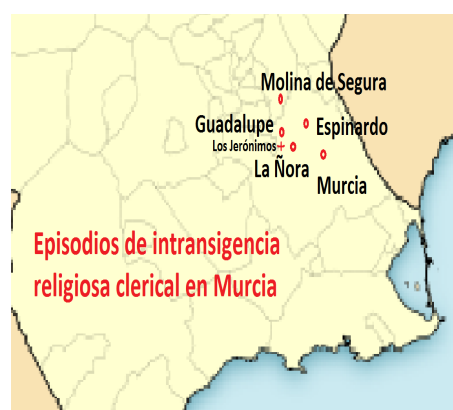 Molina de Segura
Guadalupe
Espinardo
Los Jerónimos
La Ñora
Murcia
Episodios de intransigencia
religiosa clerical en Murcia